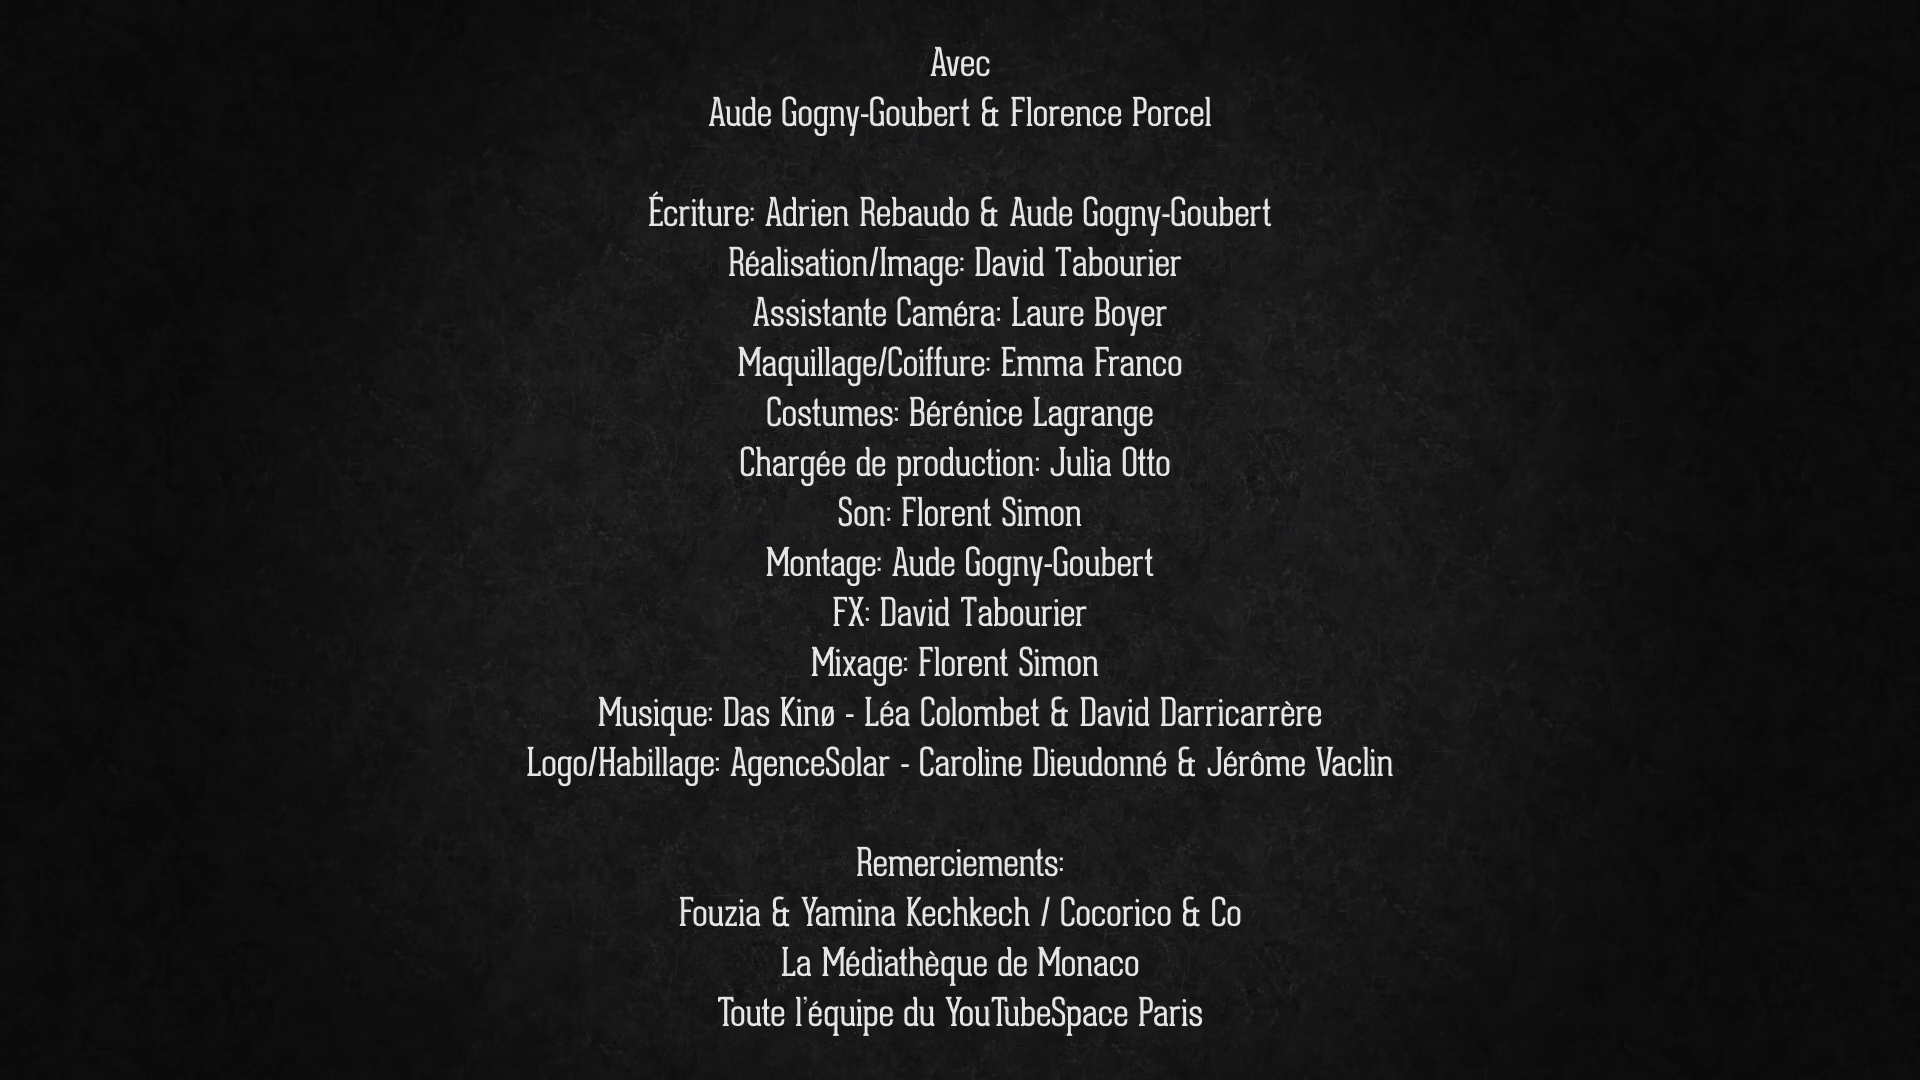 Avec
Aude Gogny-Goubert & Florence Porcel
Écriture: Adrien Rebaudo & Aude Gogny-Goubert
Réalisation/Image: David Tabourier
Assistante Caméra: Laure Boyer
Maquillage/Coiffure: Emma Franco
Costumes: Bérénice Lagrange
Chargée de production: Julia Otto
Son: Florent Simon
Montage: Aude Gogny-Goubert
FX: David Tabourier
Mixage: Florent Simon
Musique: Das Kinø - Léa Colombet & David Darricarrère
Logo/Habillage: AgenceSolar - Caroline Dieudonné & Jérôme Vaclin
Remerciements:
Fouzia & Yamina Kechkech / Cocorico & Co
La Médiathèque de Monaco
Toute l'équipe du YouTubeSpace Paris